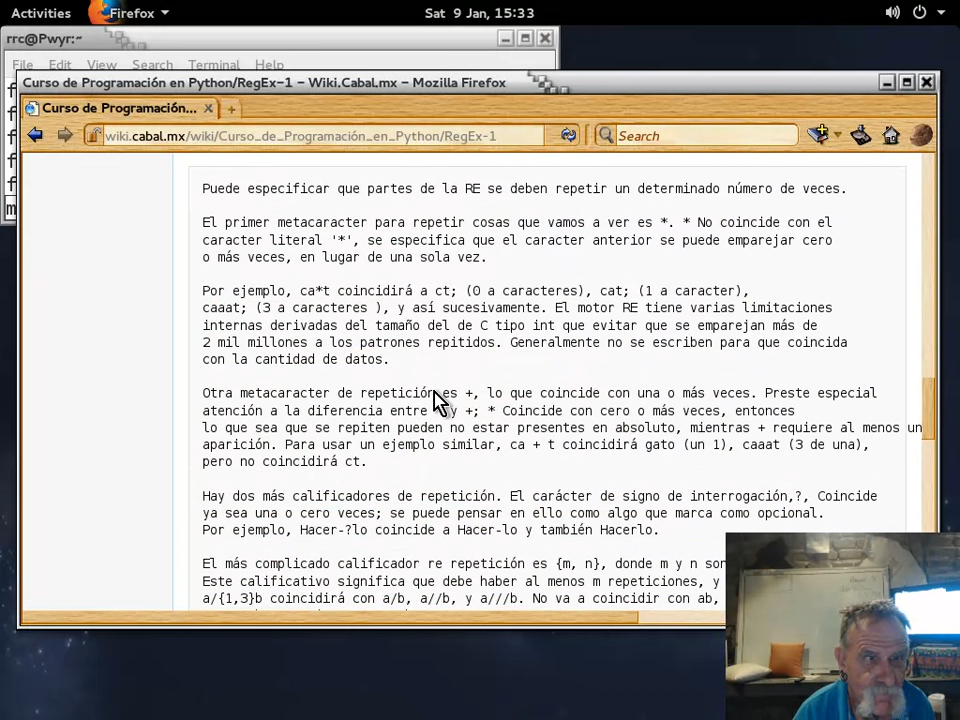 Activities Firefox Sat 9 Jan, 15:33
rrc@Pwyr:~
File Edit View Search Terminal Help
Curso de Programación en Python/RegEx-1 – Wiki.Cabal.mx – Mozilla Firefox
Curso de Programación...
wiki.cabal.mx/wiki/Curso_de_Programación_en_Python/RegEx-1 Search
Puede especificar que partes de la RE se deben repetir un determinado número de veces.
El primer metacaracter para repetir cosas que vamos a ver es *. * No coincide con el
caracter literal '*', se especifica que el caracter anterior se puede emparejar cero
o más veces, en lugar de una sola vez.
Por ejemplo, ca*t coincidirá a ct; (0 a caracteres), cat; (1 a caracter),
caaat; (3 a caracteres ), y así sucesivamente. El motor RE tiene varias limitaciones
internas derivadas del tamaño del de C tipo int que evitar que se emparejan más de
2 mil millones a los patrones repitidos. Generalmente no se escriben para que coincida
con la cantidad de datos.
Otra metacaracter de repetición es +, lo que coincide con una o más veces. Preste especial
atención a la diferencia entre y +; * Coincide con cero o más veces, entonces
lo que sea que se repiten pueden no estar presentes en absoluto, mientras + requiere al menos un
aparición. Para usar un ejemplo similar, ca + t coincidirá gato (un 1), caaat (3 de una),
pero no coincidirá ct.
Hay dos más calificadores de repetición. El carácter de signo de interrogación,?, Coincide
ya sea una o cero veces; se puede pensar en ello como algo que marca como opcional.
Por ejemplo, Hacer-?lo coincide a Hacer-lo y también Hacerlo.
El más complicado calificador re repetición es {m, n}, donde m y n son
Este calificativo significa que debe haber al menos m repeticiones, y
a/{1,3}b coincidirá con a/b, a//b, y a///b. No va a coincidir con ab,